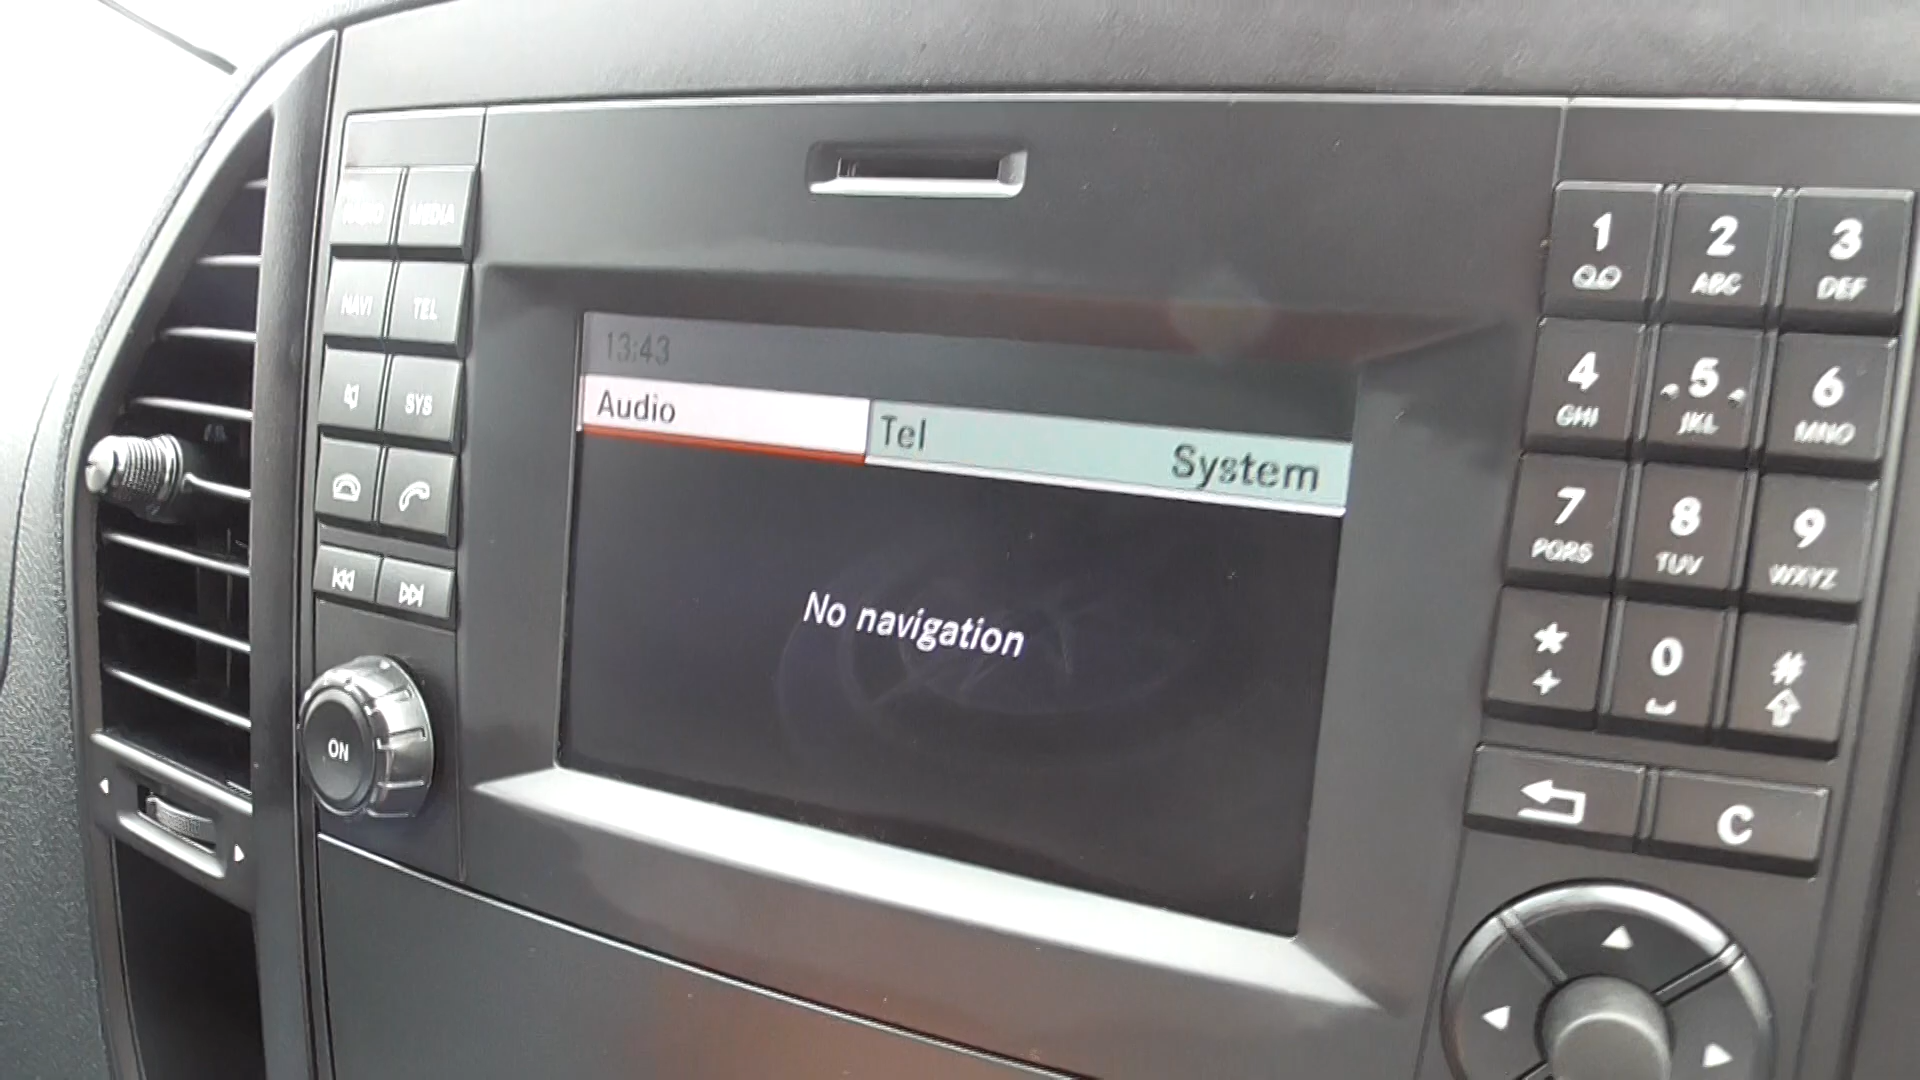 RADIO MEDIA
NAVI TEL
SYS
ON
13:43
Audio Tel System
No navigation
1 2 ABC 3 DEF
4 GHI 5 JKL 6 MNO
7 PQRS 8 TUV 9 WXYZ
* + 0 #
C